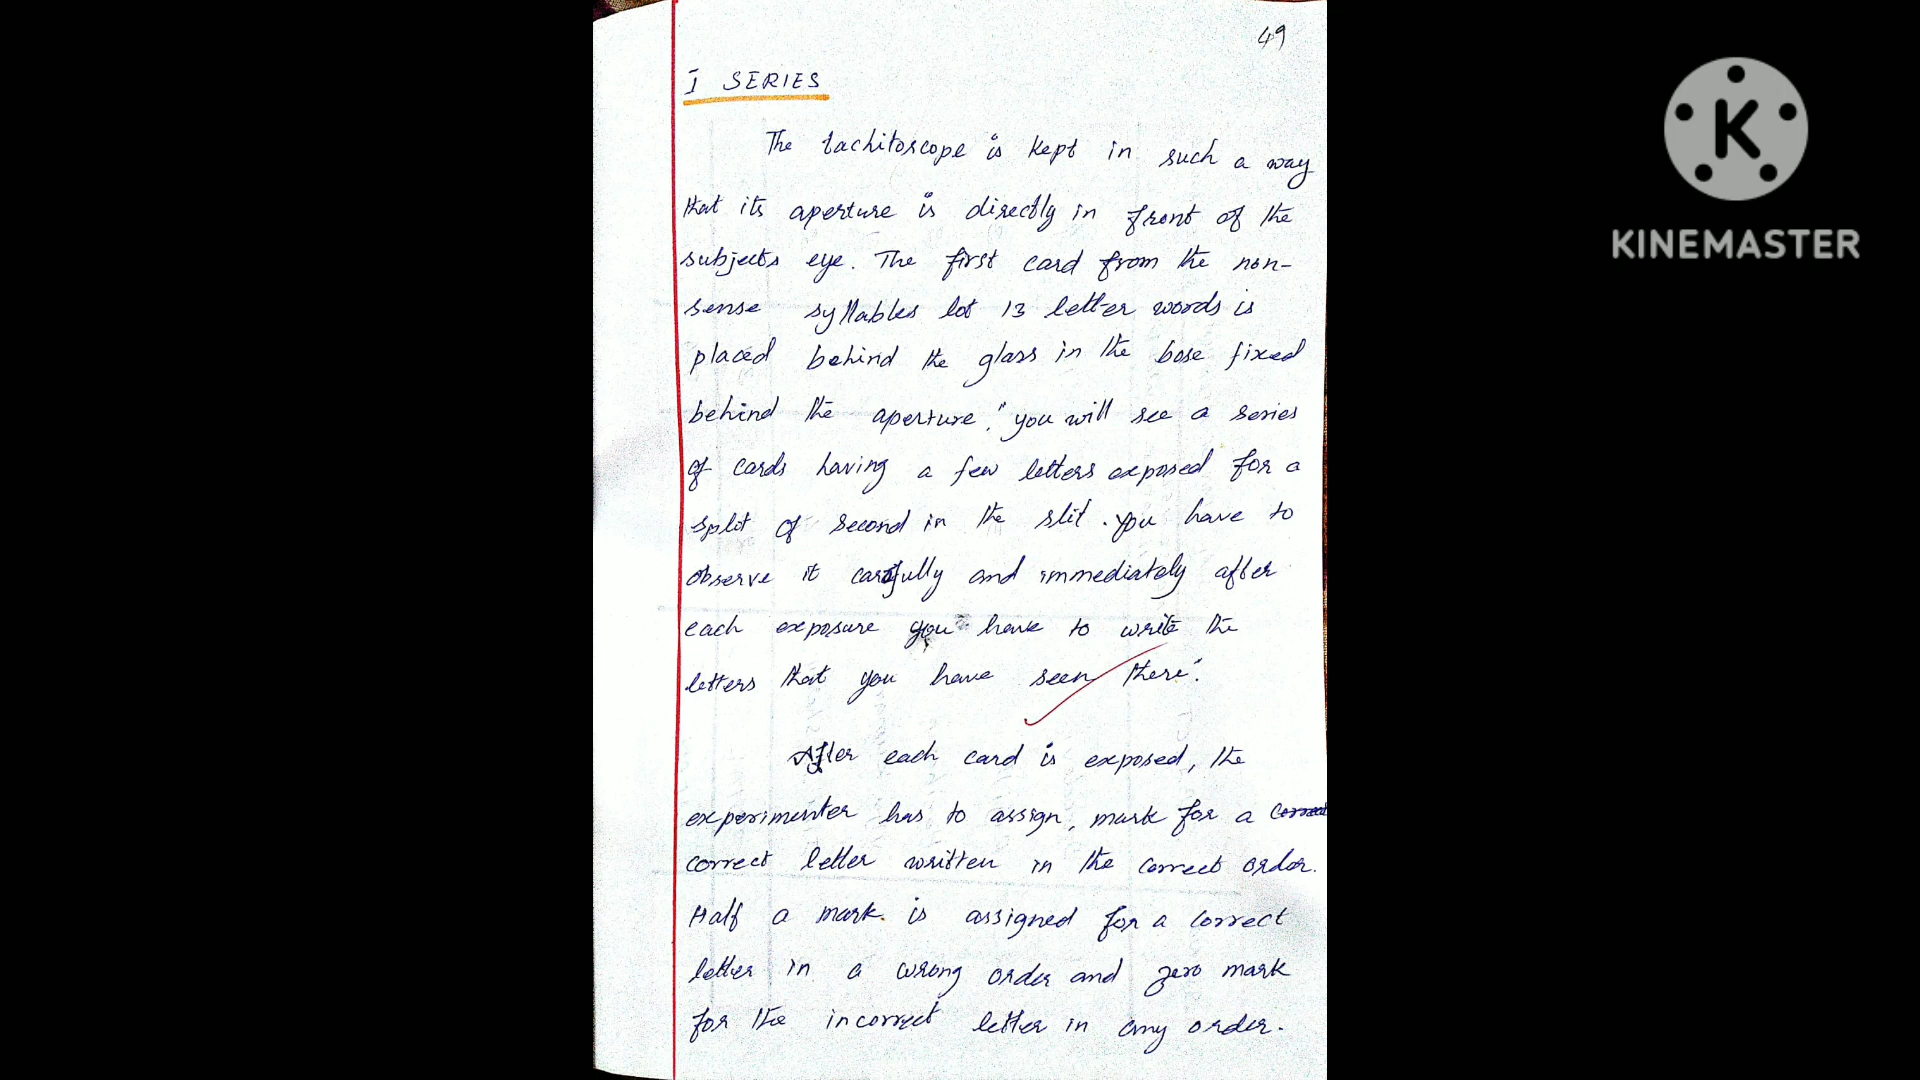 49
I SERIES
The tachitoscope is kept in such a way
that its aperture is directly in front of the
subjects eye. The first card from the non-
sense syllables lot 13 letter words is
placed behind the glass in the base fixed
behind the aperture. "you will see a series
of cards having a few letters exposed for a
split of second in the slit. you have to
observe it carefully and immediately after
each exposure you have to write the
letters that you have seen there".
After each card is exposed, the
experimenter has to assign, mark for a correct
correct letter written in the correct order.
Half a mark is assigned for a correct
letter in a wrong order and zero mark
for the incorrect letter in any order.
K
KINEMASTER